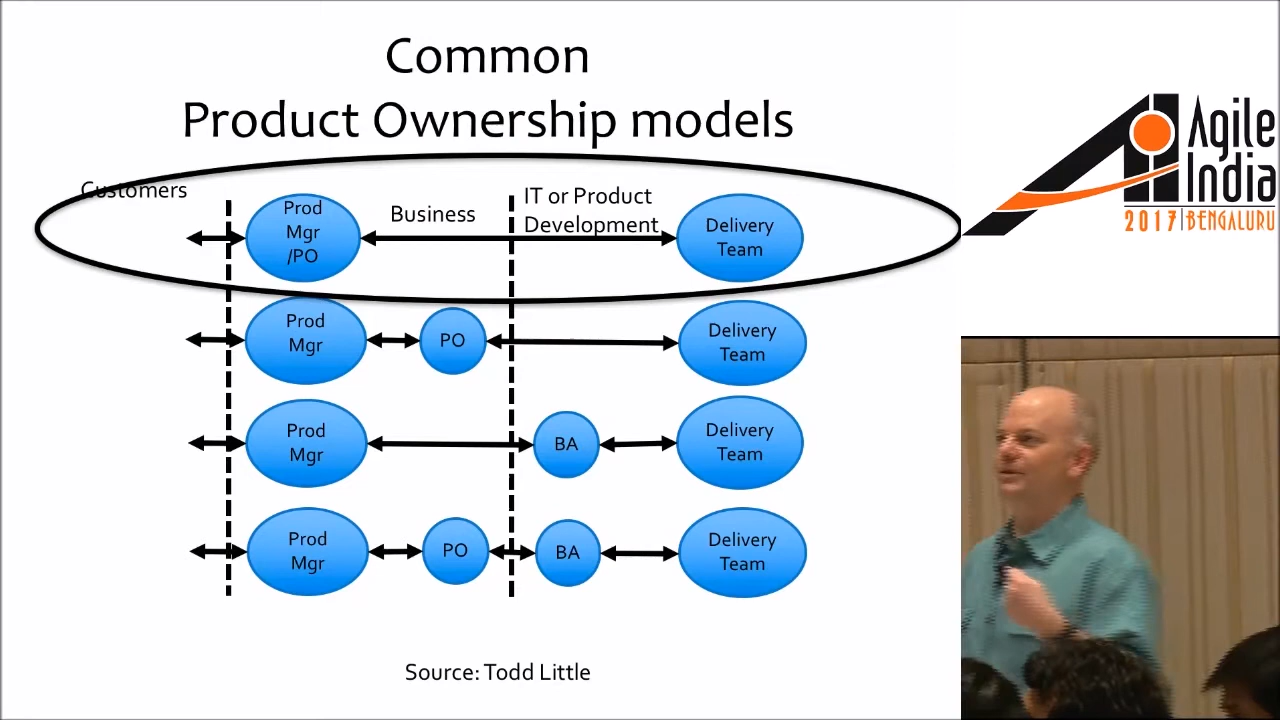 Common
Product Ownership models
Customers
Prod
Mgr
/PO
Business
IT or Product
Development
Delivery
Team
Prod
Mgr
PO
Delivery
Team
Prod
Mgr
BA
Delivery
Team
Prod
Mgr
PO
BA
Delivery
Team
Source: Todd Little
Agile
India
2017 | BENGALURU